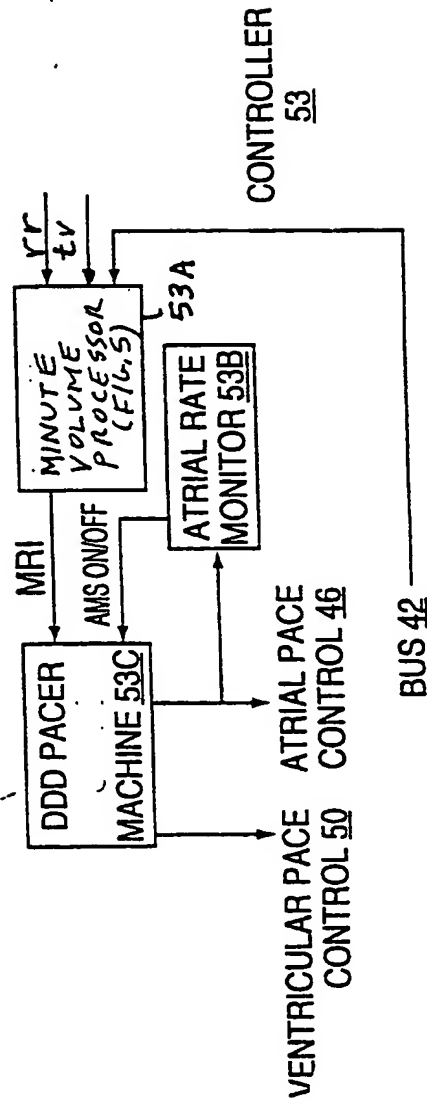 rr
tv
MINUTE
VOLUME
PROCESSOR
(FIG. 5)
53A
MRI
AMS ON/OFF
DDD PACER
MACHINE 53C
ATRIAL RATE
MONITOR 53B
CONTROLLER
53
VENTRICULAR PACE
CONTROL 50
ATRIAL PACE
CONTROL 46
BUS 42